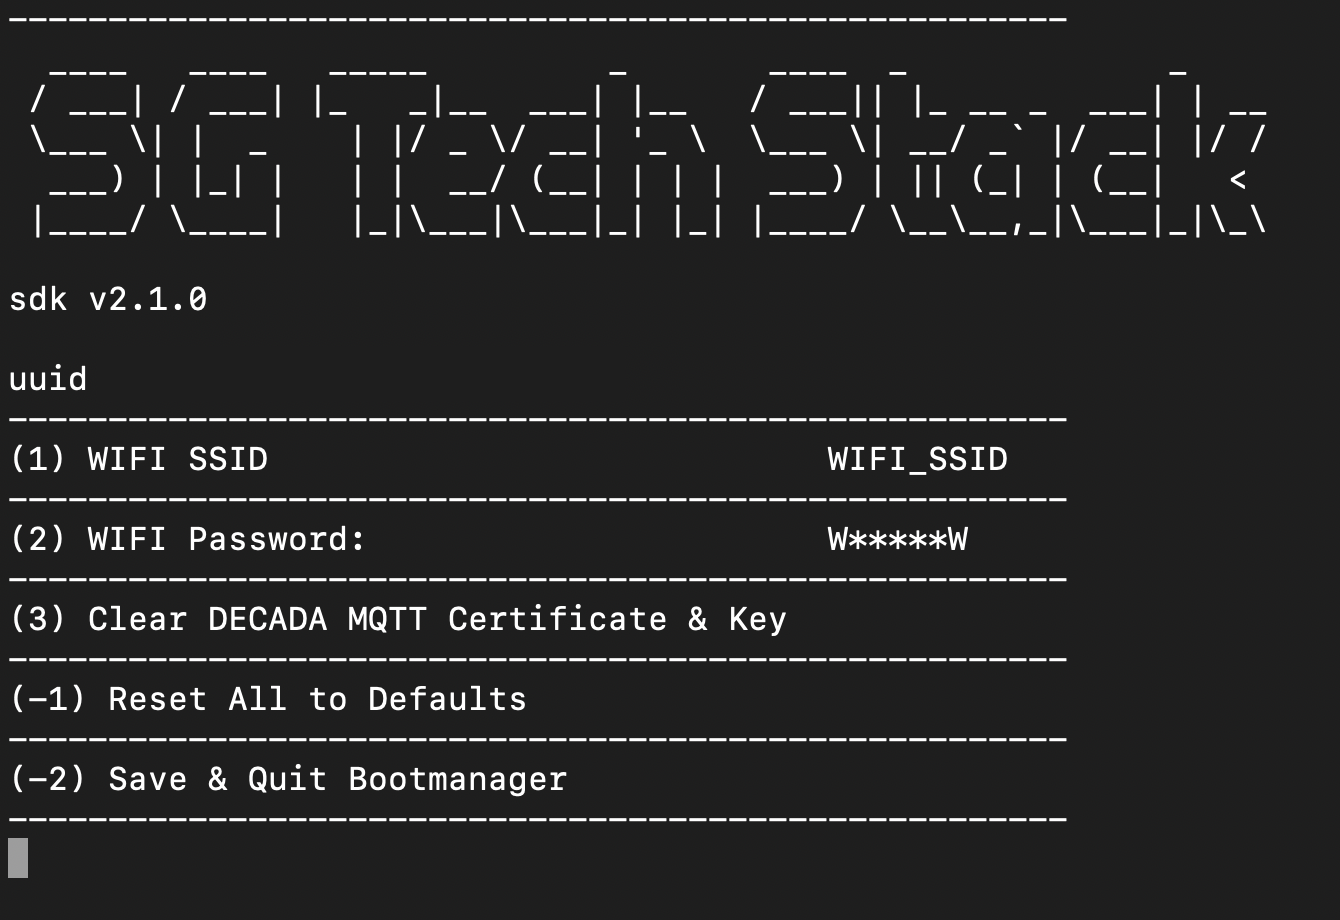 SG Tech Stack
sdk v2.1.0
uuid
(1) WIFI SSID WIFI_SSID
(2) WIFI Password: W*****W
(3) Clear DECADA MQTT Certificate & Key
(-1) Reset All to Defaults
(-2) Save & Quit Bootmanager